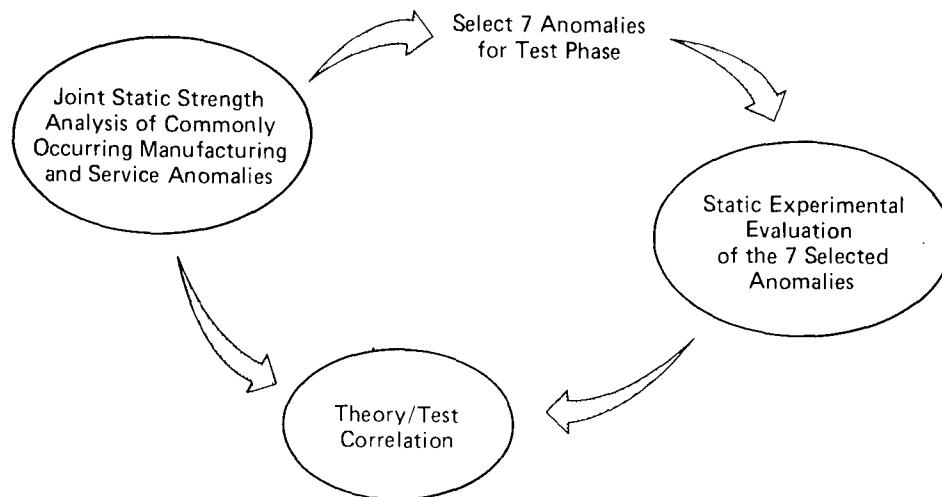 Select 7 Anomalies
for Test Phase
Joint Static Strength
Analysis of Commonly
Occurring Manufacturing
and Service Anomalies
Static Experimental
Evaluation
of the 7 Selected
Anomalies
Theory/Test
Correlation